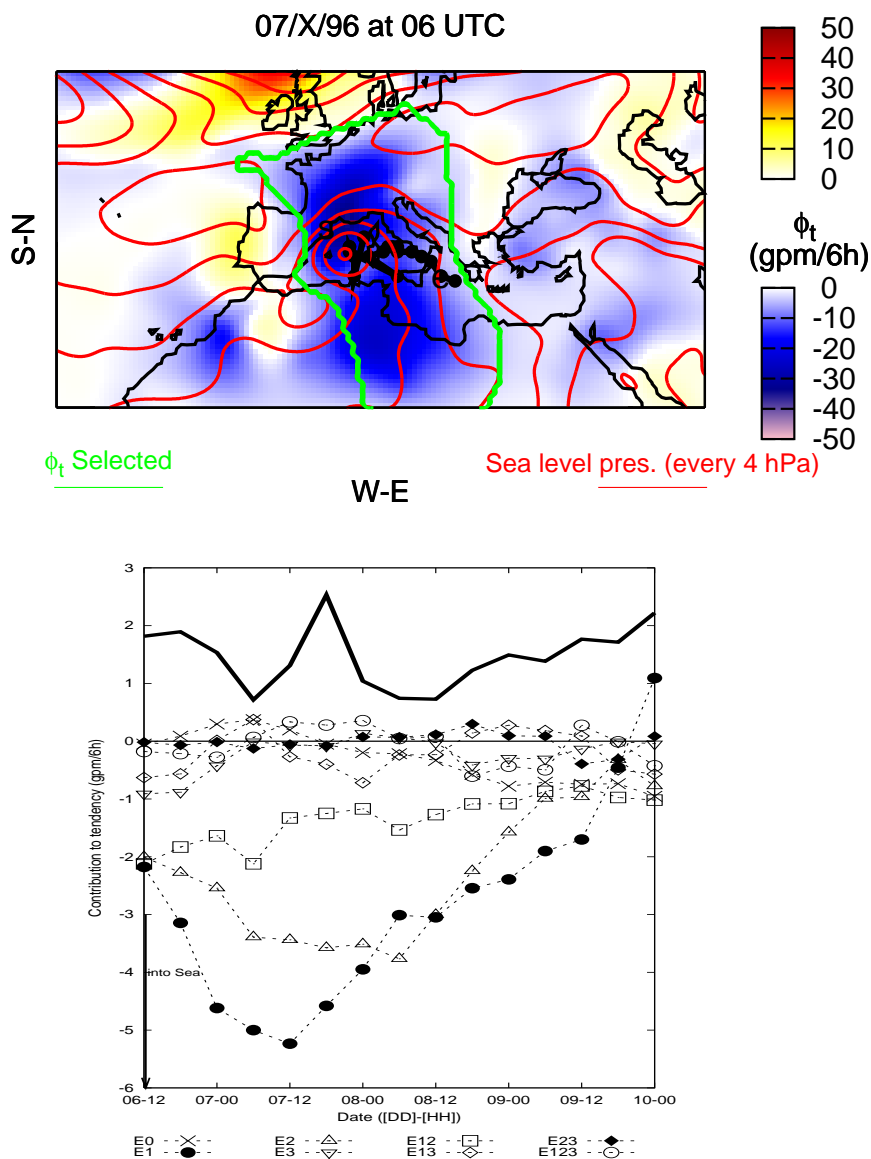 07/X/96 at 06 UTC
50
40
30
20
10
0
S-N
ϕt
(gpm/6h)
0
-10
-20
-30
-40
-50
ϕt Selected
Sea level pres. (every 4 hPa)
W-E
3
2
1
0
-1
-2
-3
-4
-5
-6
Contribution to tendency (gpm/6h)
into Sea
06-12 07-00 07-12 08-00 08-12 09-00 09-12 10-00
Date ([DD]-[HH])
E0 E2 E12 E23
E1 E3 E13 E123